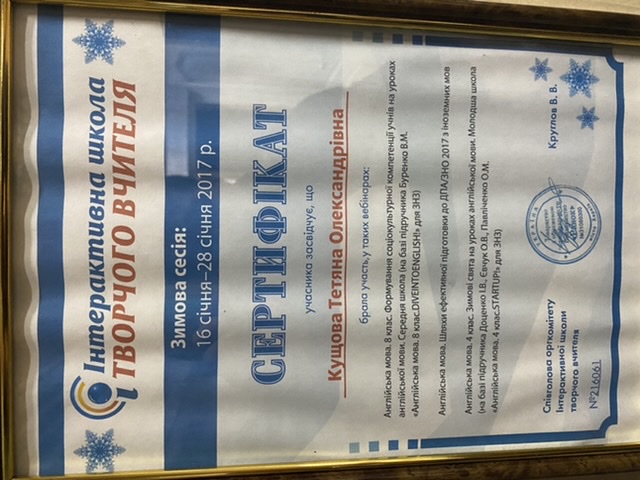 Інтерактивна школа
ТВОРЧОГО ВЧИТЕЛЯ
Зимова сесія:
16 січня–28 січня 2017 р.
СЕРТИФІКАТ
учасника засвідчує, що
Кущова Тетяна Олександрівна
брала участь у таких вебінарах:
Англійська мова. 8 клас. Формування соціокультурної компетенції учнів на уроках
англійської мови. Середня школа (на базі підручника Буренко В.М.
«Англійська мова. 8 клас.DIVEINTOENGLISH!» для ЗНЗ)
Англійська мова, Шляхи ефективної підготовки до ДПА/ЗНО 2017 з іноземних мов
Англійська мова. 4 клас. Зимові свята на уроках англійської мови. Молодша школа
(на базі підручника Доценко І.В., Євчук О.В., Павліченко О.М.
«Англійська мова. 4 клас.STARTUP!» для ЗНЗ)
Співголова оргкомітету
Інтерактивної школи
творчого вчителя
Круглов В. В.
№216061